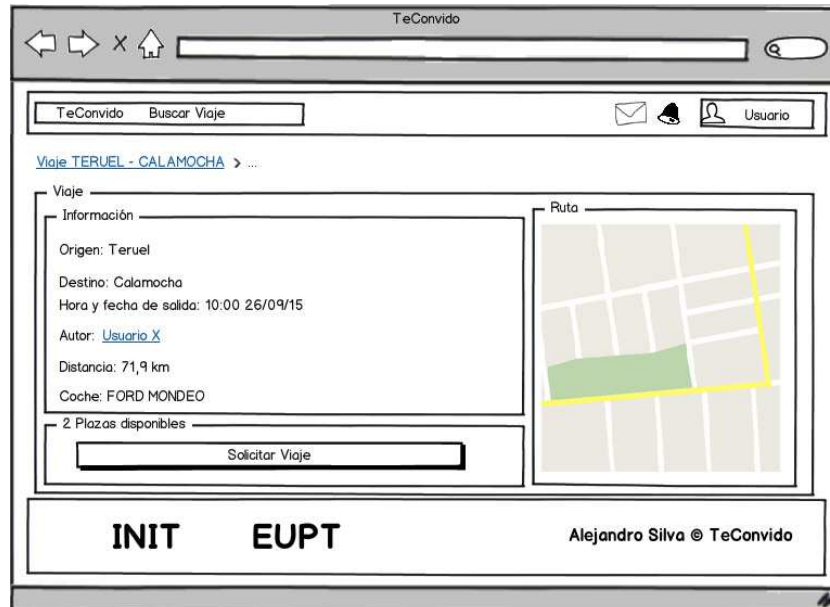 TeConvido
TeConvido Buscar Viaje Usuario
Viaje TERUEL - CALAMOCHA > ...
Viaje
Información
Origen: Teruel
Destino: Calamocha
Hora y fecha de salida: 10:00 26/09/15
Autor: Usuario X
Distancia: 71,9 km
Coche: FORD MONDEO
2 Plazas disponibles
Solicitar Viaje
Ruta
INIT EUPT Alejandro Silva © TeConvido